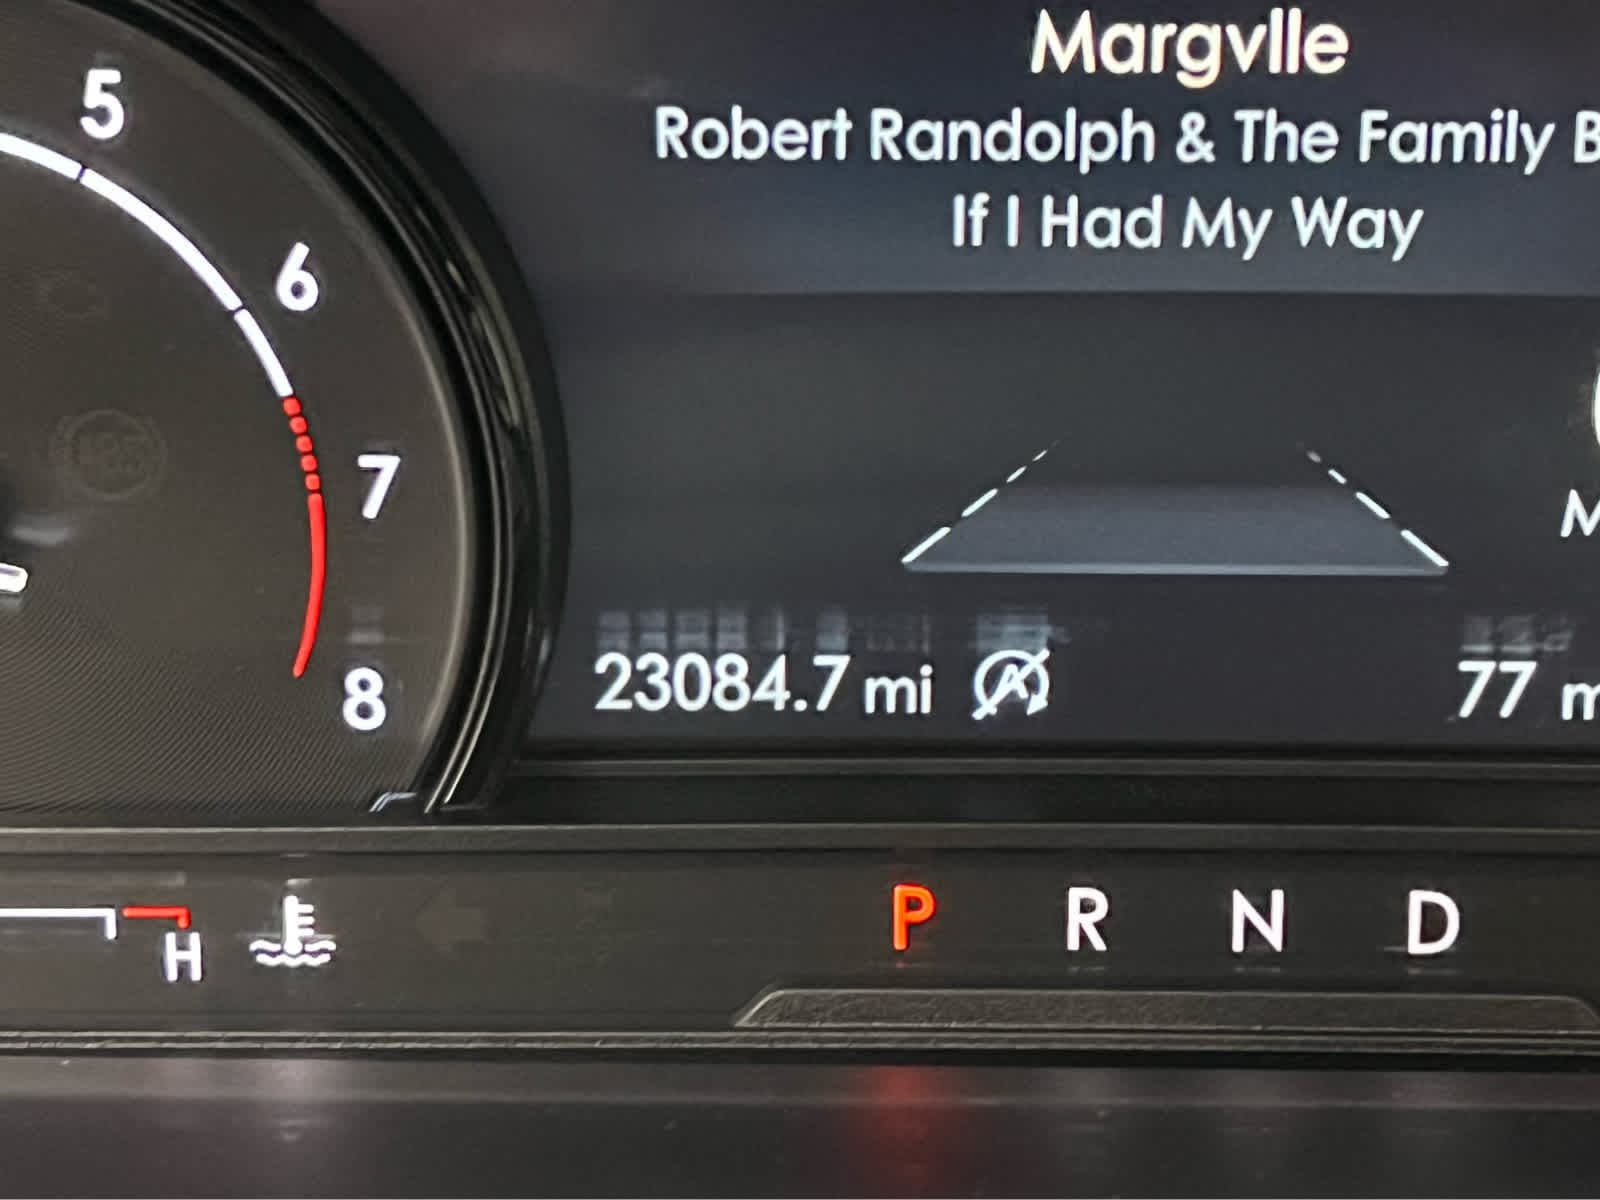 Margvlle
Robert Randolph & The Family B
If I Had My Way
5
6
7
8
23084.7 mi
77 m
M
H
P R N D